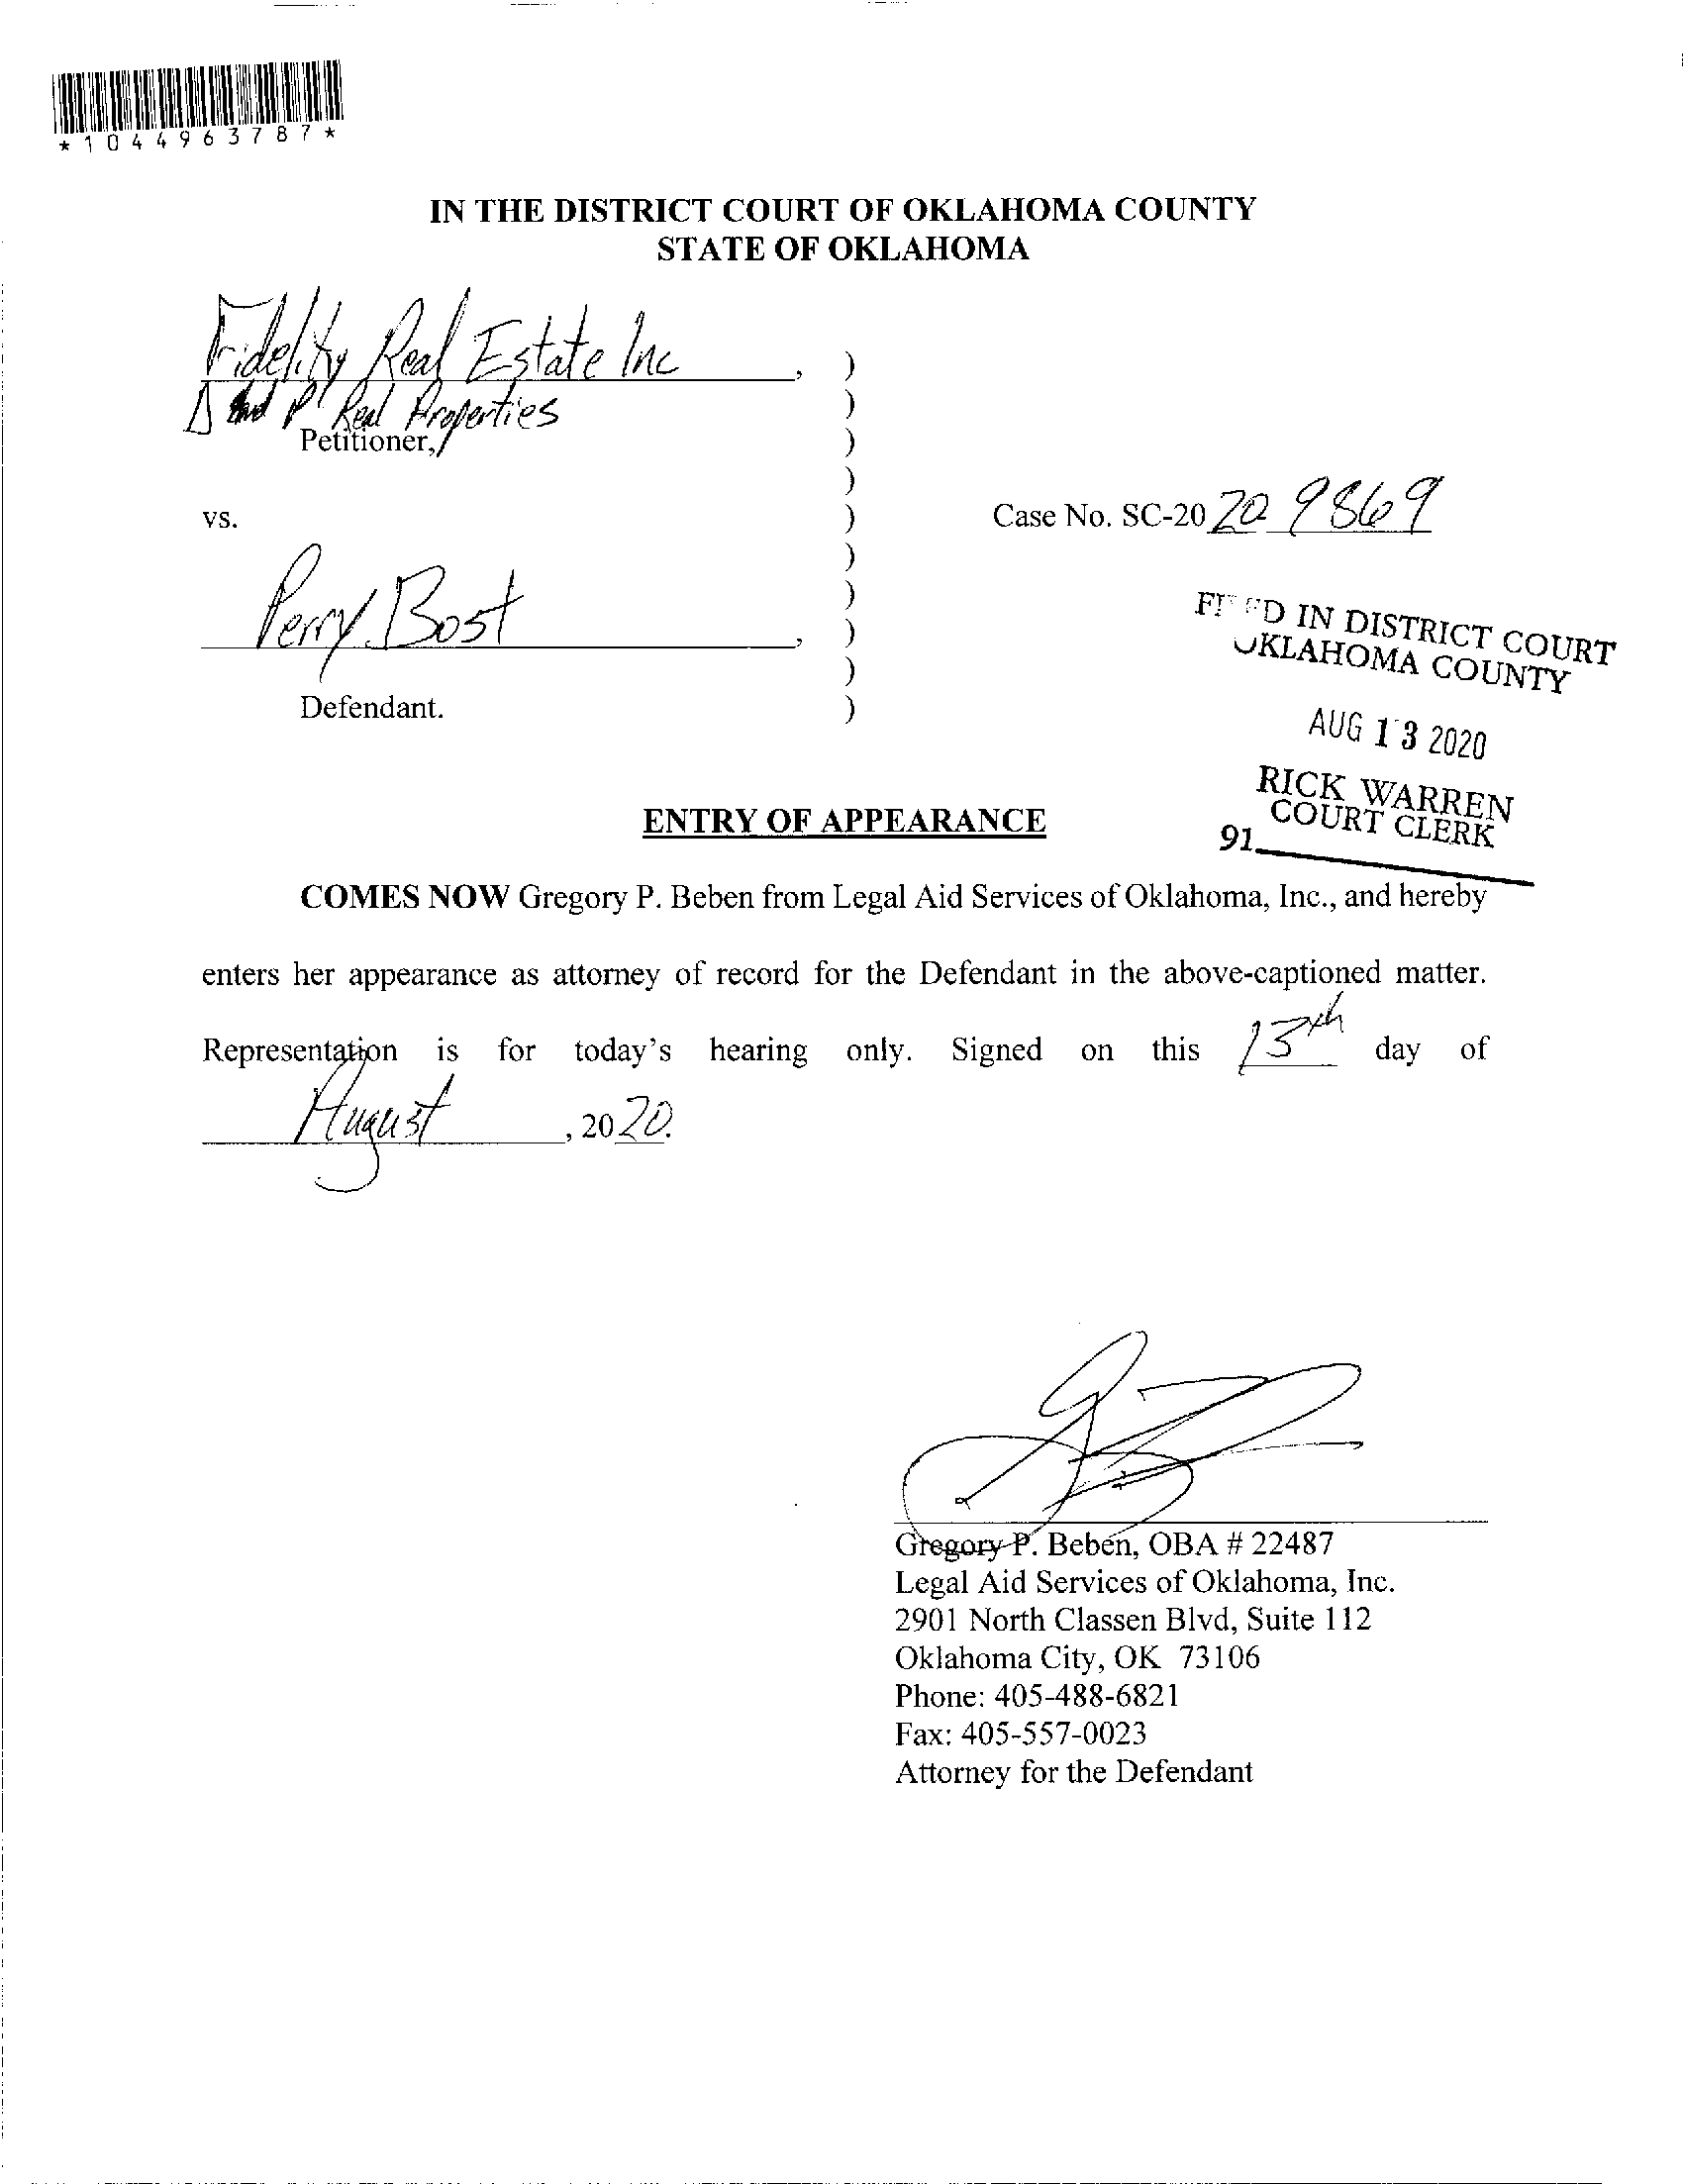 *1044963787*
IN THE DISTRICT COURT OF OKLAHOMA COUNTY
STATE OF OKLAHOMA
Fidelity Real Estate Inc , )
D and P Real Properties )
Petitioner, )
)
vs. )
Case No. SC-20 20 9869
)
)
Perry Bost , )
)
Defendant. )
FILED IN DISTRICT COURT
OKLAHOMA COUNTY
AUG 13 2020
RICK WARREN
COURT CLERK
91
ENTRY OF APPEARANCE
COMES NOW Gregory P. Beben from Legal Aid Services of Oklahoma, Inc., and hereby
enters her appearance as attorney of record for the Defendant in the above-captioned matter.
Representation is for today's hearing only. Signed on this 13th day of
August , 2020.
Gregory P. Beben, OBA # 22487
Legal Aid Services of Oklahoma, Inc.
2901 North Classen Blvd, Suite 112
Oklahoma City, OK 73106
Phone: 405-488-6821
Fax: 405-557-0023
Attorney for the Defendant